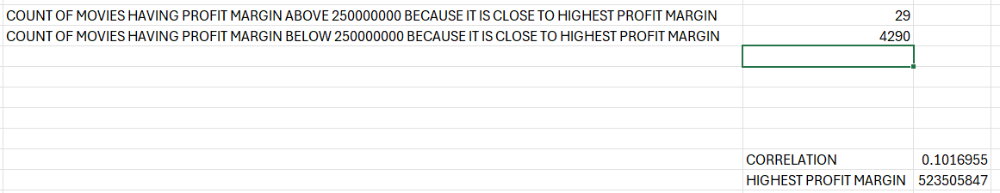 COUNT OF MOVIES HAVING PROFIT MARGIN ABOVE 250000000 BECAUSE IT IS CLOSE TO HIGHEST PROFIT MARGIN 29
COUNT OF MOVIES HAVING PROFIT MARGIN BELOW 250000000 BECAUSE IT IS CLOSE TO HIGHEST PROFIT MARGIN 4290
CORRELATION 0.1016955
HIGHEST PROFIT MARGIN 523505847